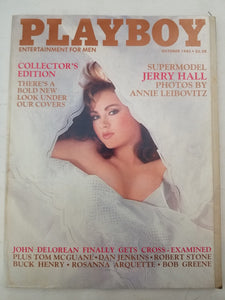 PLAYBOY
ENTERTAINMENT FOR MEN
OCTOBER 1985 • $3.50
COLLECTOR'S
EDITION
THERE'S A
BOLD NEW
LOOK UNDER
OUR COVERS
SUPERMODEL
JERRY HALL
PHOTOS BY
ANNIE LEIBOVITZ
JOHN DELOREAN FINALLY GETS CROSS-EXAMINED
PLUS TOM MCGUANE • DAN JENKINS • ROBERT STONE
BUCK HENRY • ROSANNA ARQUETTE • BOB GREENE